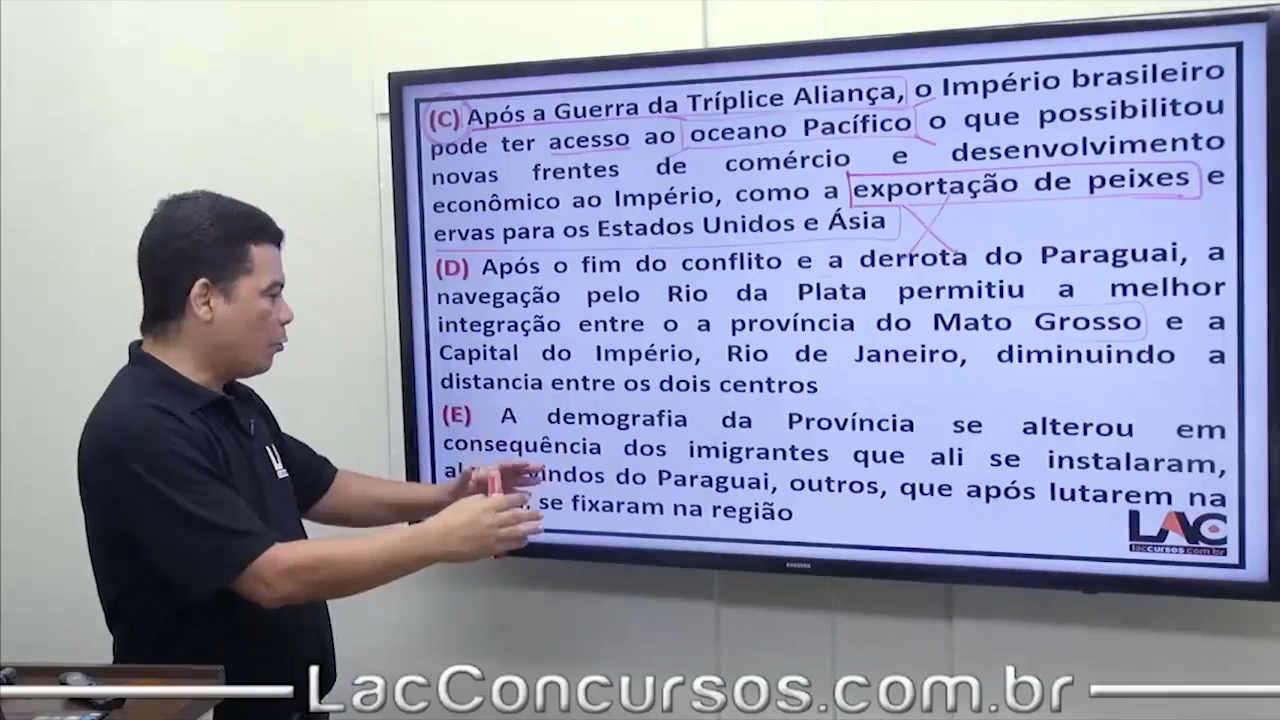 (C) Após a Guerra da Tríplice Aliança, o Império brasileiro
pode ter acesso ao oceano Pacífico o que possibilitou
novas frentes de comércio e desenvolvimento
econômico ao Império, como a exportação de peixes e
ervas para os Estados Unidos e Ásia
(D) Após o fim do conflito e a derrota do Paraguai, a
navegação pelo Rio da Plata permitiu a melhor
integração entre o a província do Mato Grosso e a
Capital do Império, Rio de Janeiro, diminuindo a
distancia entre os dois centros
(E) A demografia da Província se alterou em
consequência dos imigrantes que ali se instalaram,
vindos do Paraguai, outros, que após lutarem na
se fixaram na região
LAC
laccursos.com.br
SAMSUNG
LacConcursos.com.br